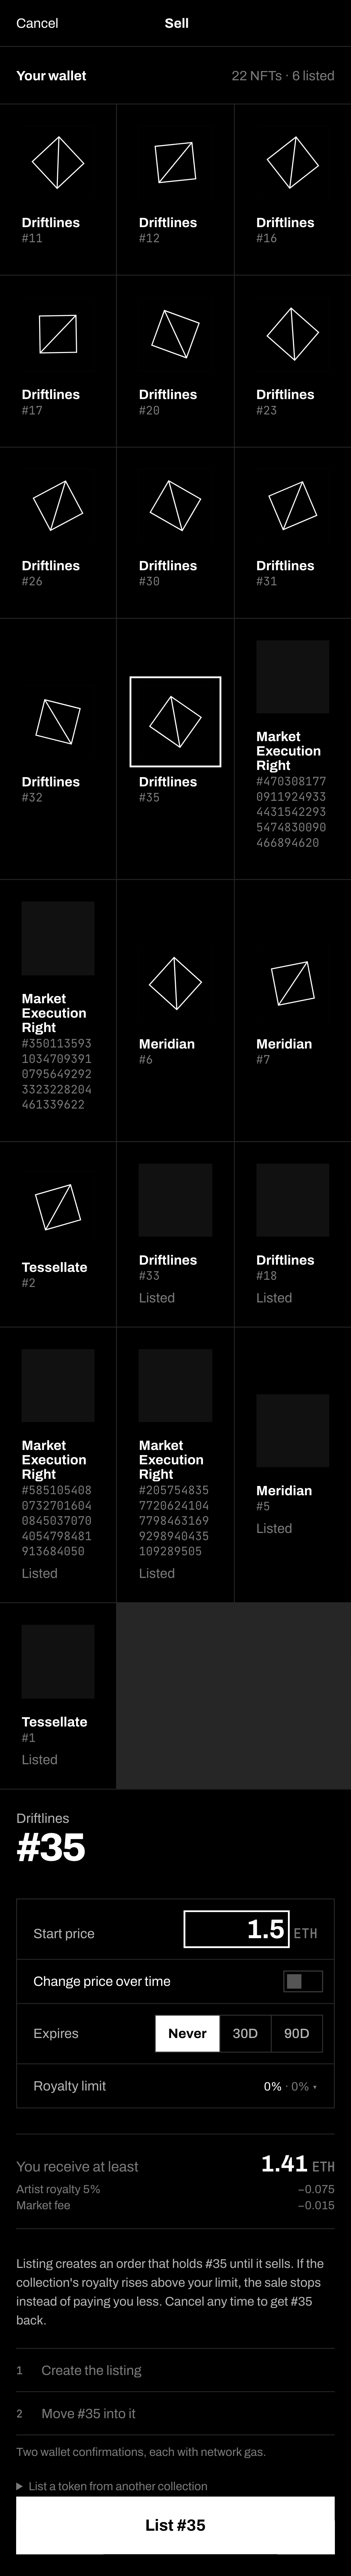 Cancel
Sell
Your wallet
22 NFTs · 6 listed
Driftlines
#11
Driftlines
#12
Driftlines
#16
Driftlines
#17
Driftlines
#20
Driftlines
#23
Driftlines
#26
Driftlines
#30
Driftlines
#31
Driftlines
#32
Driftlines
#35
Market
Execution
Right
#470308177
0911924933
4431542293
5474830090
466894620
Market
Execution
Right
#350113593
1034709391
0795649292
3323228204
461339622
Meridian
#6
Meridian
#7
Tessellate
#2
Driftlines
#33
Listed
Driftlines
#18
Listed
Market
Execution
Right
#585105408
0732701604
0845037070
4054798481
913684050
Listed
Market
Execution
Right
#205754835
7720624104
7798463169
9298940435
109289505
Listed
Meridian
#5
Listed
Tessellate
#1
Listed
Driftlines
#35
Start price
1.5 ETH
Change price over time
Expires
Never
30D
90D
Royalty limit
0% · 0%
You receive at least
1.41 ETH
Artist royalty 5%
−0.075
Market fee
−0.015
Listing creates an order that holds #35 until it sells. If the
collection's royalty rises above your limit, the sale stops
instead of paying you less. Cancel any time to get #35
back.
1 Create the listing
2 Move #35 into it
Two wallet confirmations, each with network gas.
List a token from another collection
List #35